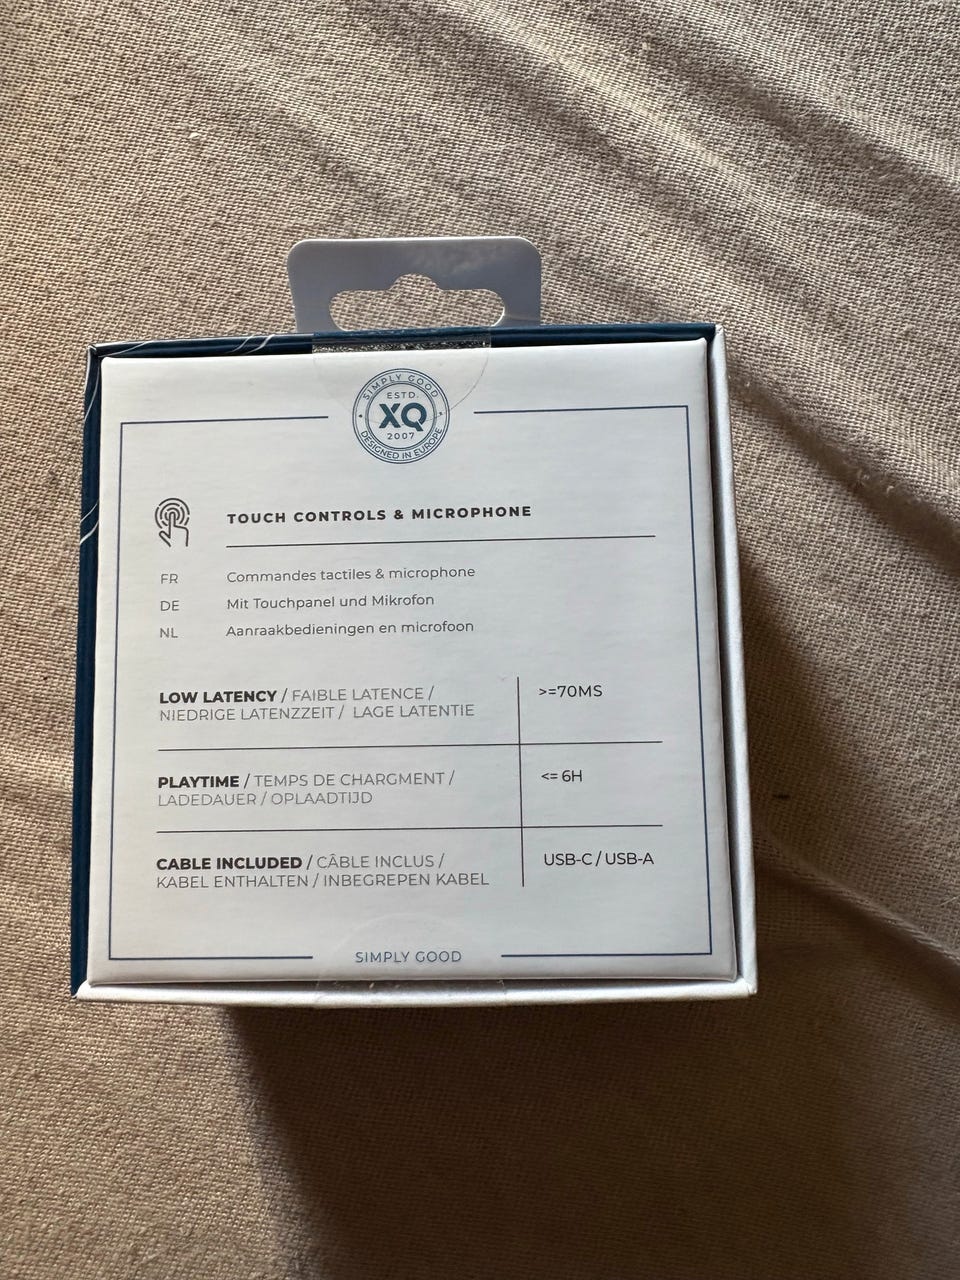 SIMPLY GOOD
ESTD.
XQ
2007
DESIGNED IN EUROPE
TOUCH CONTROLS & MICROPHONE
FR Commandes tactiles & microphone
DE Mit Touchpanel und Mikrofon
NL Aanraakbedieningen en microfoon
LOW LATENCY / FAIBLE LATENCE / >=70MS
NIEDRIGE LATENZZEIT / LAGE LATENTIE
PLAYTIME / TEMPS DE CHARGMENT / <= 6H
LADEDAUER / OPLAADTIJD
CABLE INCLUDED / CÂBLE INCLUS / USB-C / USB-A
KABEL ENTHALTEN / INBEGREPEN KABEL
SIMPLY GOOD